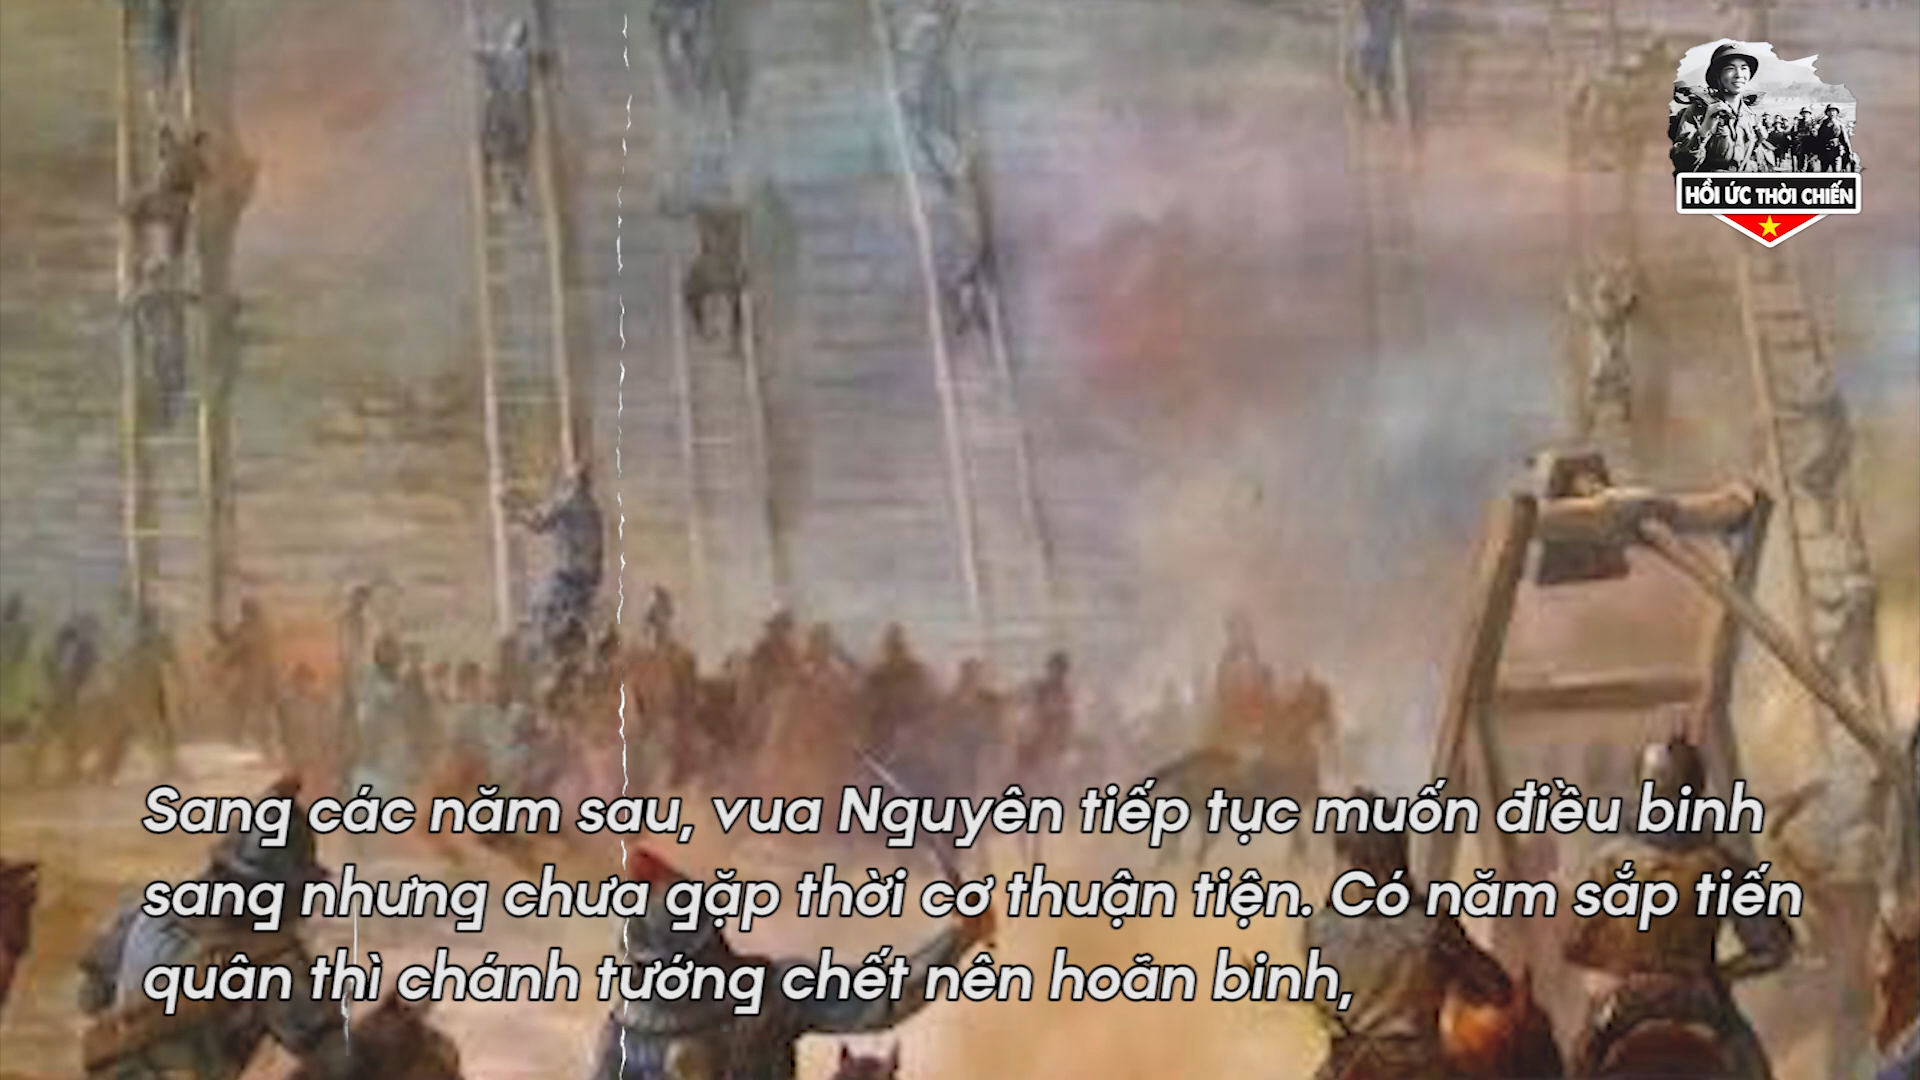 HỒI ỨC THỜI CHIẾN
Sang các năm sau, vua Nguyên tiếp tục muốn điều binh
sang nhưng chưa gặp thời cơ thuận tiện. Có năm sắp tiến
quân thì chánh tướng chết nên hoãn binh,